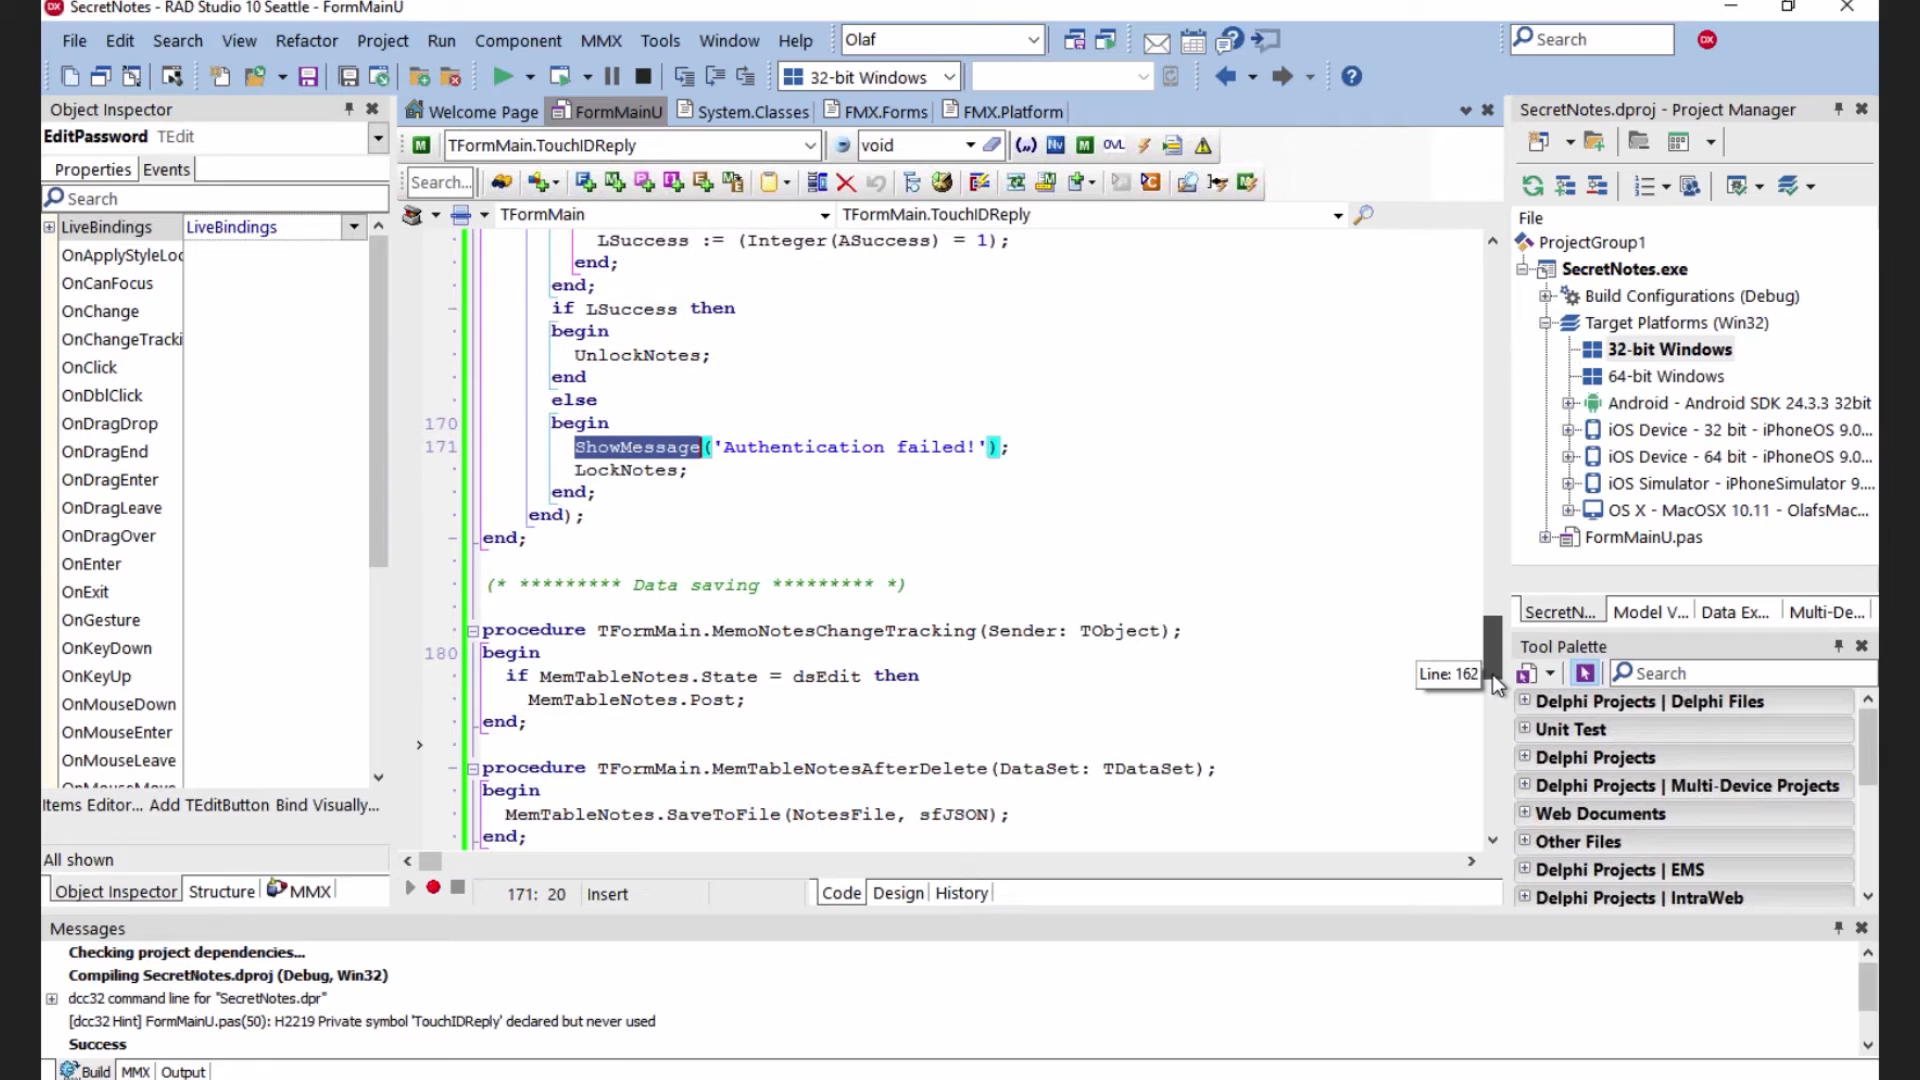 SecretNotes - RAD Studio 10 Seattle - FormMainU
File Edit Search View Refactor Project Run Component MMX Tools Window Help
Olaf
Search
32-bit Windows
Object Inspector
EditPassword TEdit
Properties Events
Search
LiveBindings LiveBindings
OnApplyStyleLoo
OnCanFocus
OnChange
OnChangeTracki
OnClick
OnDblClick
OnDragDrop
OnDragEnd
OnDragEnter
OnDragLeave
OnDragOver
OnEnter
OnExit
OnGesture
OnKeyDown
OnKeyUp
OnMouseDown
OnMouseEnter
OnMouseLeave
OnMouseMove
Items Editor... Add TEditButton Bind Visually...
All shown
Object Inspector Structure MMX
Welcome Page FormMainU System.Classes FMX.Forms FMX.Platform
TFormMain.TouchIDReply void
Search...
TFormMain TFormMain.TouchIDReply
LSuccess := (Integer(ASuccess) = 1);
end;
end;
if LSuccess then
begin
UnlockNotes;
end
else
170 begin
171 ShowMessage('Authentication failed!');
LockNotes;
end;
end);
end;
(* ********* Data saving ********* *)
procedure TFormMain.MemoNotesChangeTracking(Sender: TObject);
180 begin
if MemTableNotes.State = dsEdit then
MemTableNotes.Post;
end;
procedure TFormMain.MemTableNotesAfterDelete(DataSet: TDataSet);
begin
MemTableNotes.SaveToFile(NotesFile, sfJSON);
end;
Line: 162
171: 20 Insert
Code Design History
SecretNotes.dproj - Project Manager
File
ProjectGroup1
SecretNotes.exe
Build Configurations (Debug)
Target Platforms (Win32)
32-bit Windows
64-bit Windows
Android - Android SDK 24.3.3 32bit
iOS Device - 32 bit - iPhoneOS 9.0...
iOS Device - 64 bit - iPhoneOS 9.0...
iOS Simulator - iPhoneSimulator 9....
OS X - MacOSX 10.11 - OlafsMac...
FormMainU.pas
SecretN... Model V... Data Ex... Multi-De...
Tool Palette
Search
Delphi Projects | Delphi Files
Unit Test
Delphi Projects
Delphi Projects | Multi-Device Projects
Web Documents
Other Files
Delphi Projects | EMS
Delphi Projects | IntraWeb
Messages
Checking project dependencies...
Compiling SecretNotes.dproj (Debug, Win32)
dcc32 command line for "SecretNotes.dpr"
[dcc32 Hint] FormMainU.pas(50): H2219 Private symbol 'TouchIDReply' declared but never used
Success
Build MMX Output